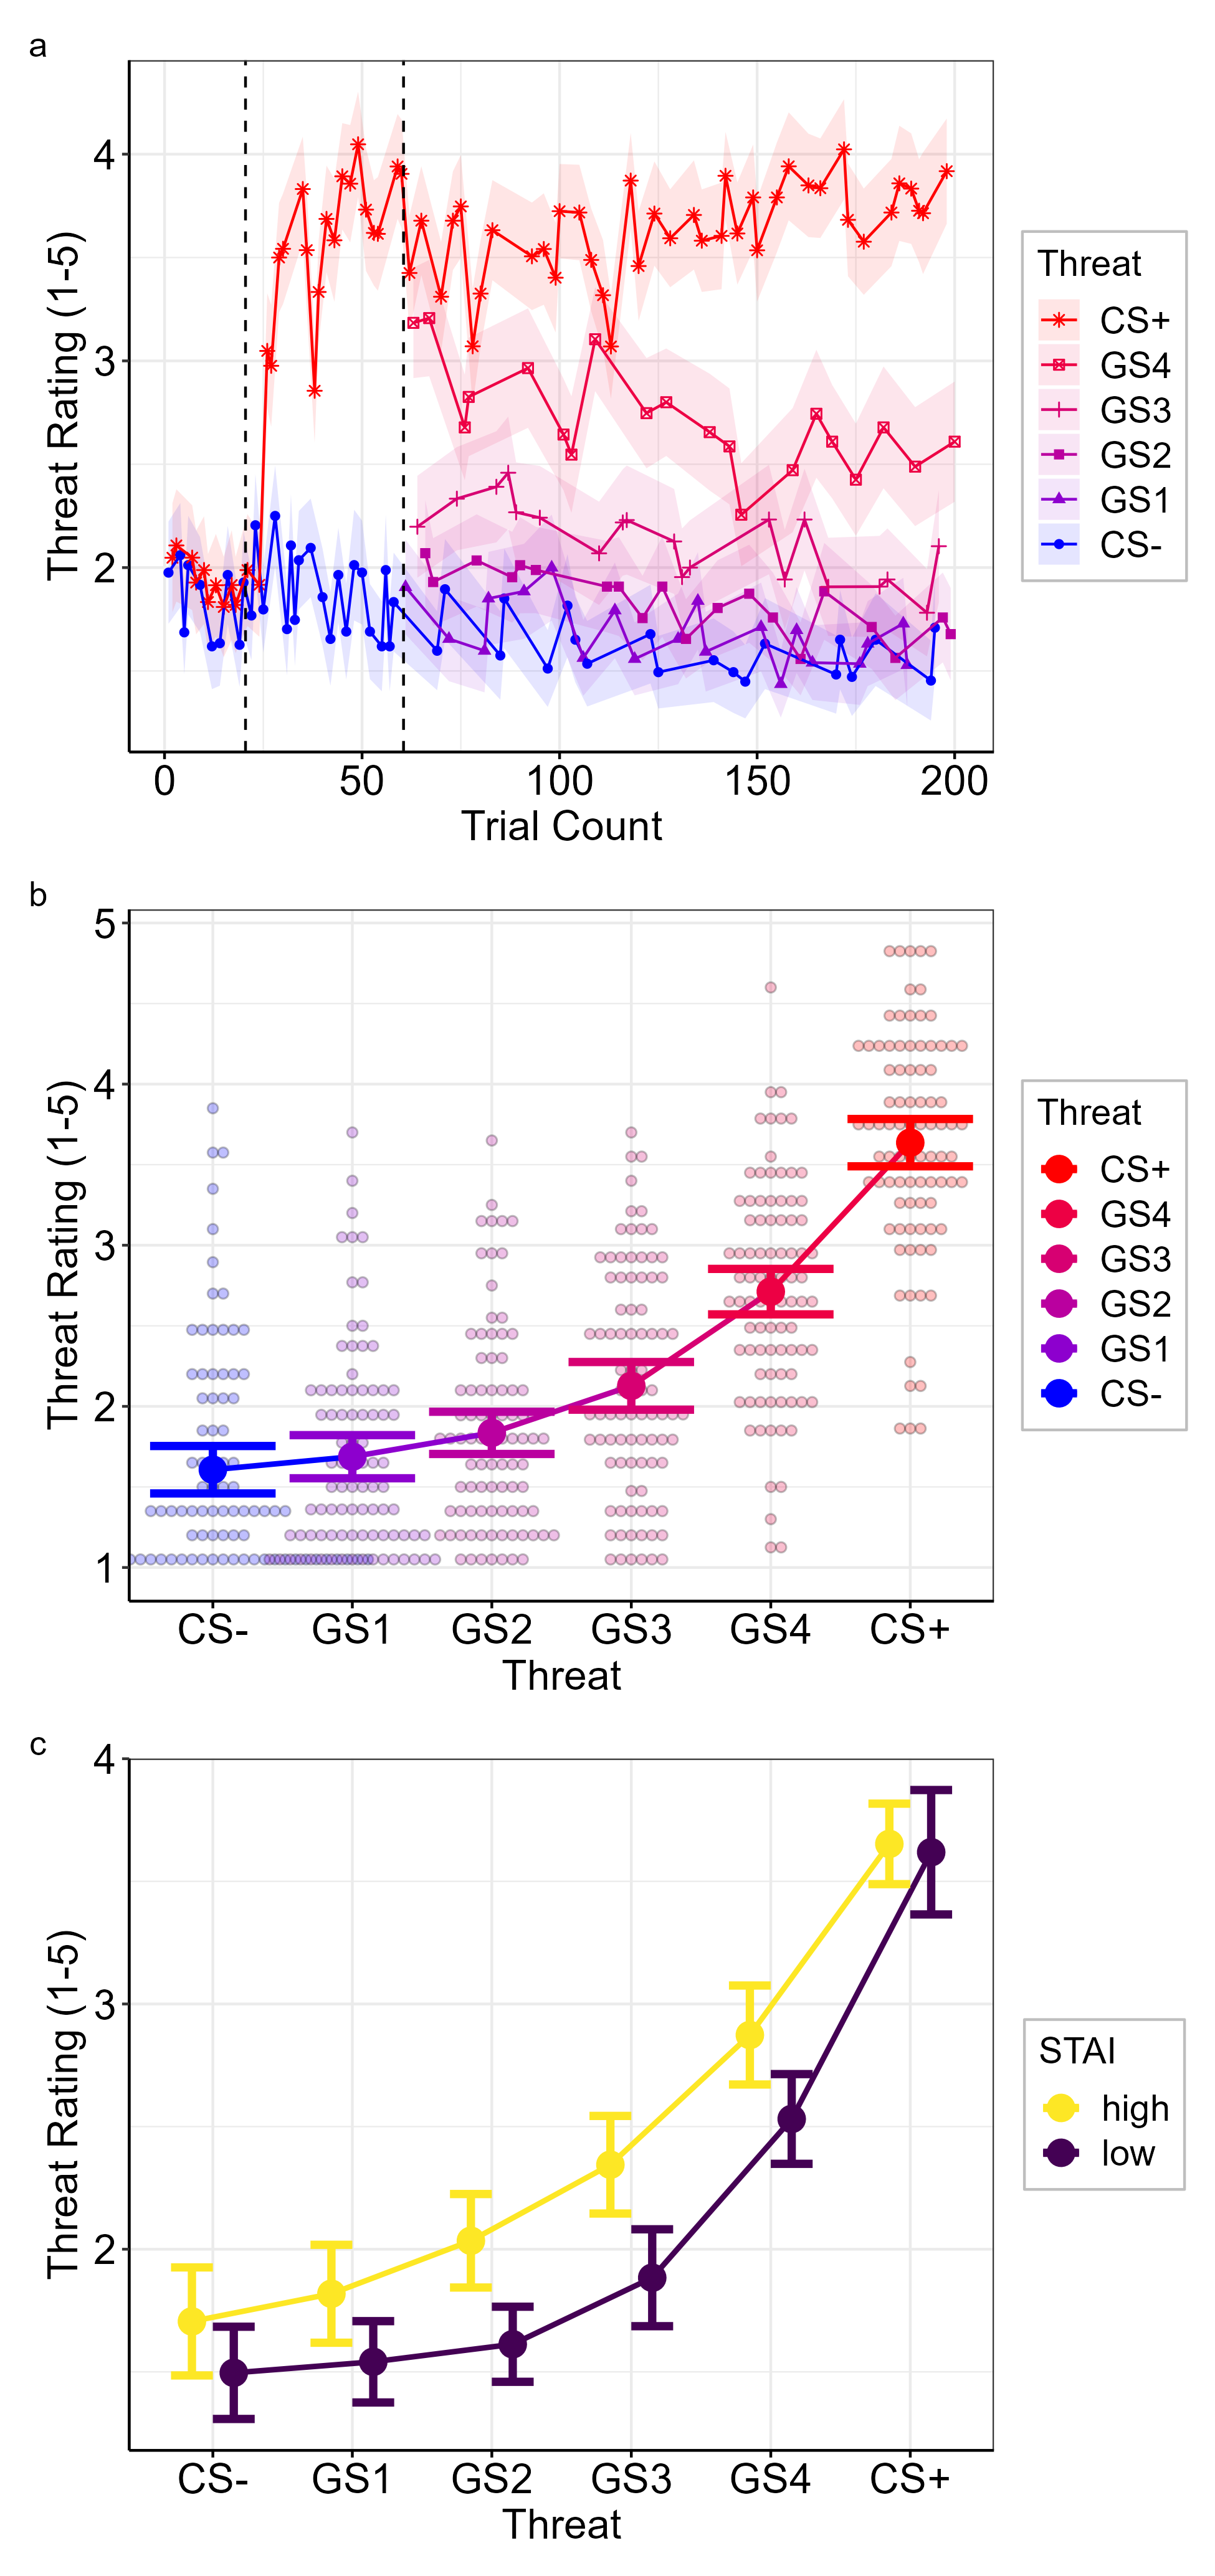 a
Threat Rating (1-5)
4
3
2
0 50 100 150 200
Trial Count
Threat
CS+
GS4
GS3
GS2
GS1
CS-
b
Threat Rating (1-5)
5
4
3
2
1
CS- GS1 GS2 GS3 GS4 CS+
Threat
Threat
CS+
GS4
GS3
GS2
GS1
CS-
c
Threat Rating (1-5)
4
3
2
CS- GS1 GS2 GS3 GS4 CS+
Threat
STAI
high
low